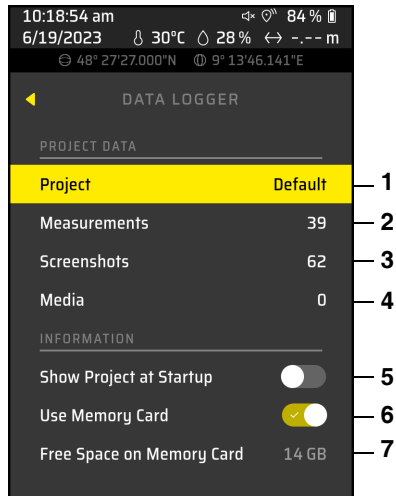 10:18:54 am 84 %
6/19/2023 30°C 28 % -.-- m
48° 27'27.000"N 9° 13'46.141"E
DATA LOGGER
PROJECT DATA
Project Default 1
Measurements 39 2
Screenshots 62 3
Media 0 4
INFORMATION
Show Project at Startup 5
Use Memory Card 6
Free Space on Memory Card 14 GB 7